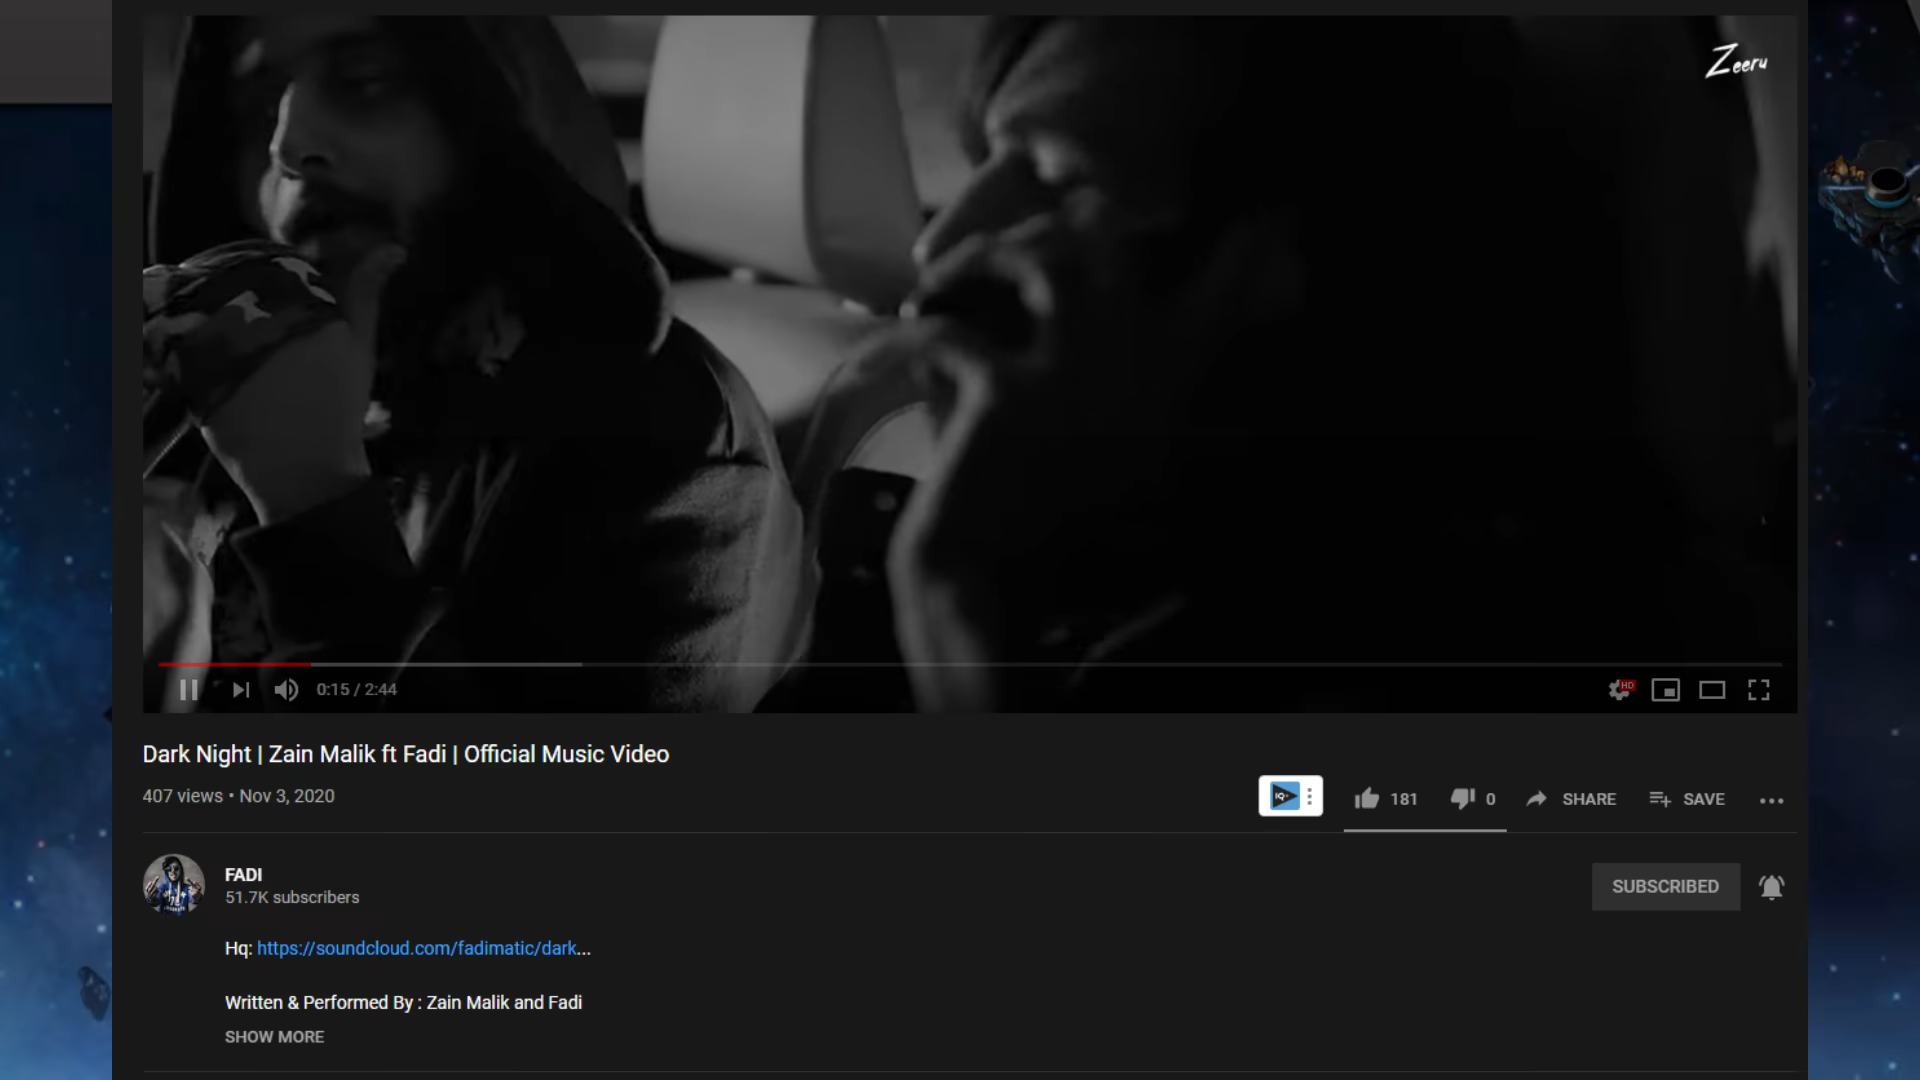 Zeeru
0:15 / 2:44
HD
Dark Night | Zain Malik ft Fadi | Official Music Video
407 views • Nov 3, 2020
IQ
181
0
SHARE
SAVE
FADI
51.7K subscribers
SUBSCRIBED
Hq: https://soundcloud.com/fadimatic/dark...
Written & Performed By : Zain Malik and Fadi
SHOW MORE